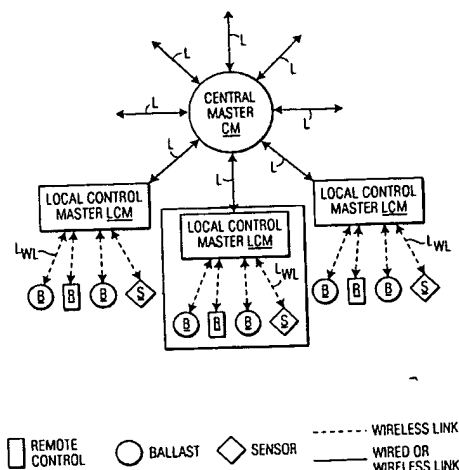 L
L
L
L
L
CENTRAL
MASTER
CM
L
L
L
LOCAL CONTROL
MASTER LCM
LOCAL CONTROL
MASTER LCM
LOCAL CONTROL
MASTER LCM
LWL
LWL
LWL
B R B S
B R B S
B R B S
REMOTE
CONTROL
BALLAST
SENSOR
WIRELESS LINK
WIRED OR
WIRELESS LINK